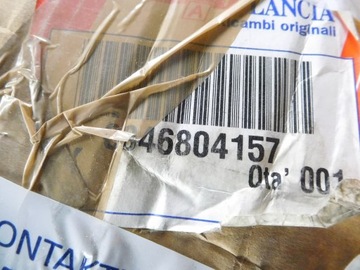 LANCIA
ricambi originali
46804157
Qta' 001
ONTAKT